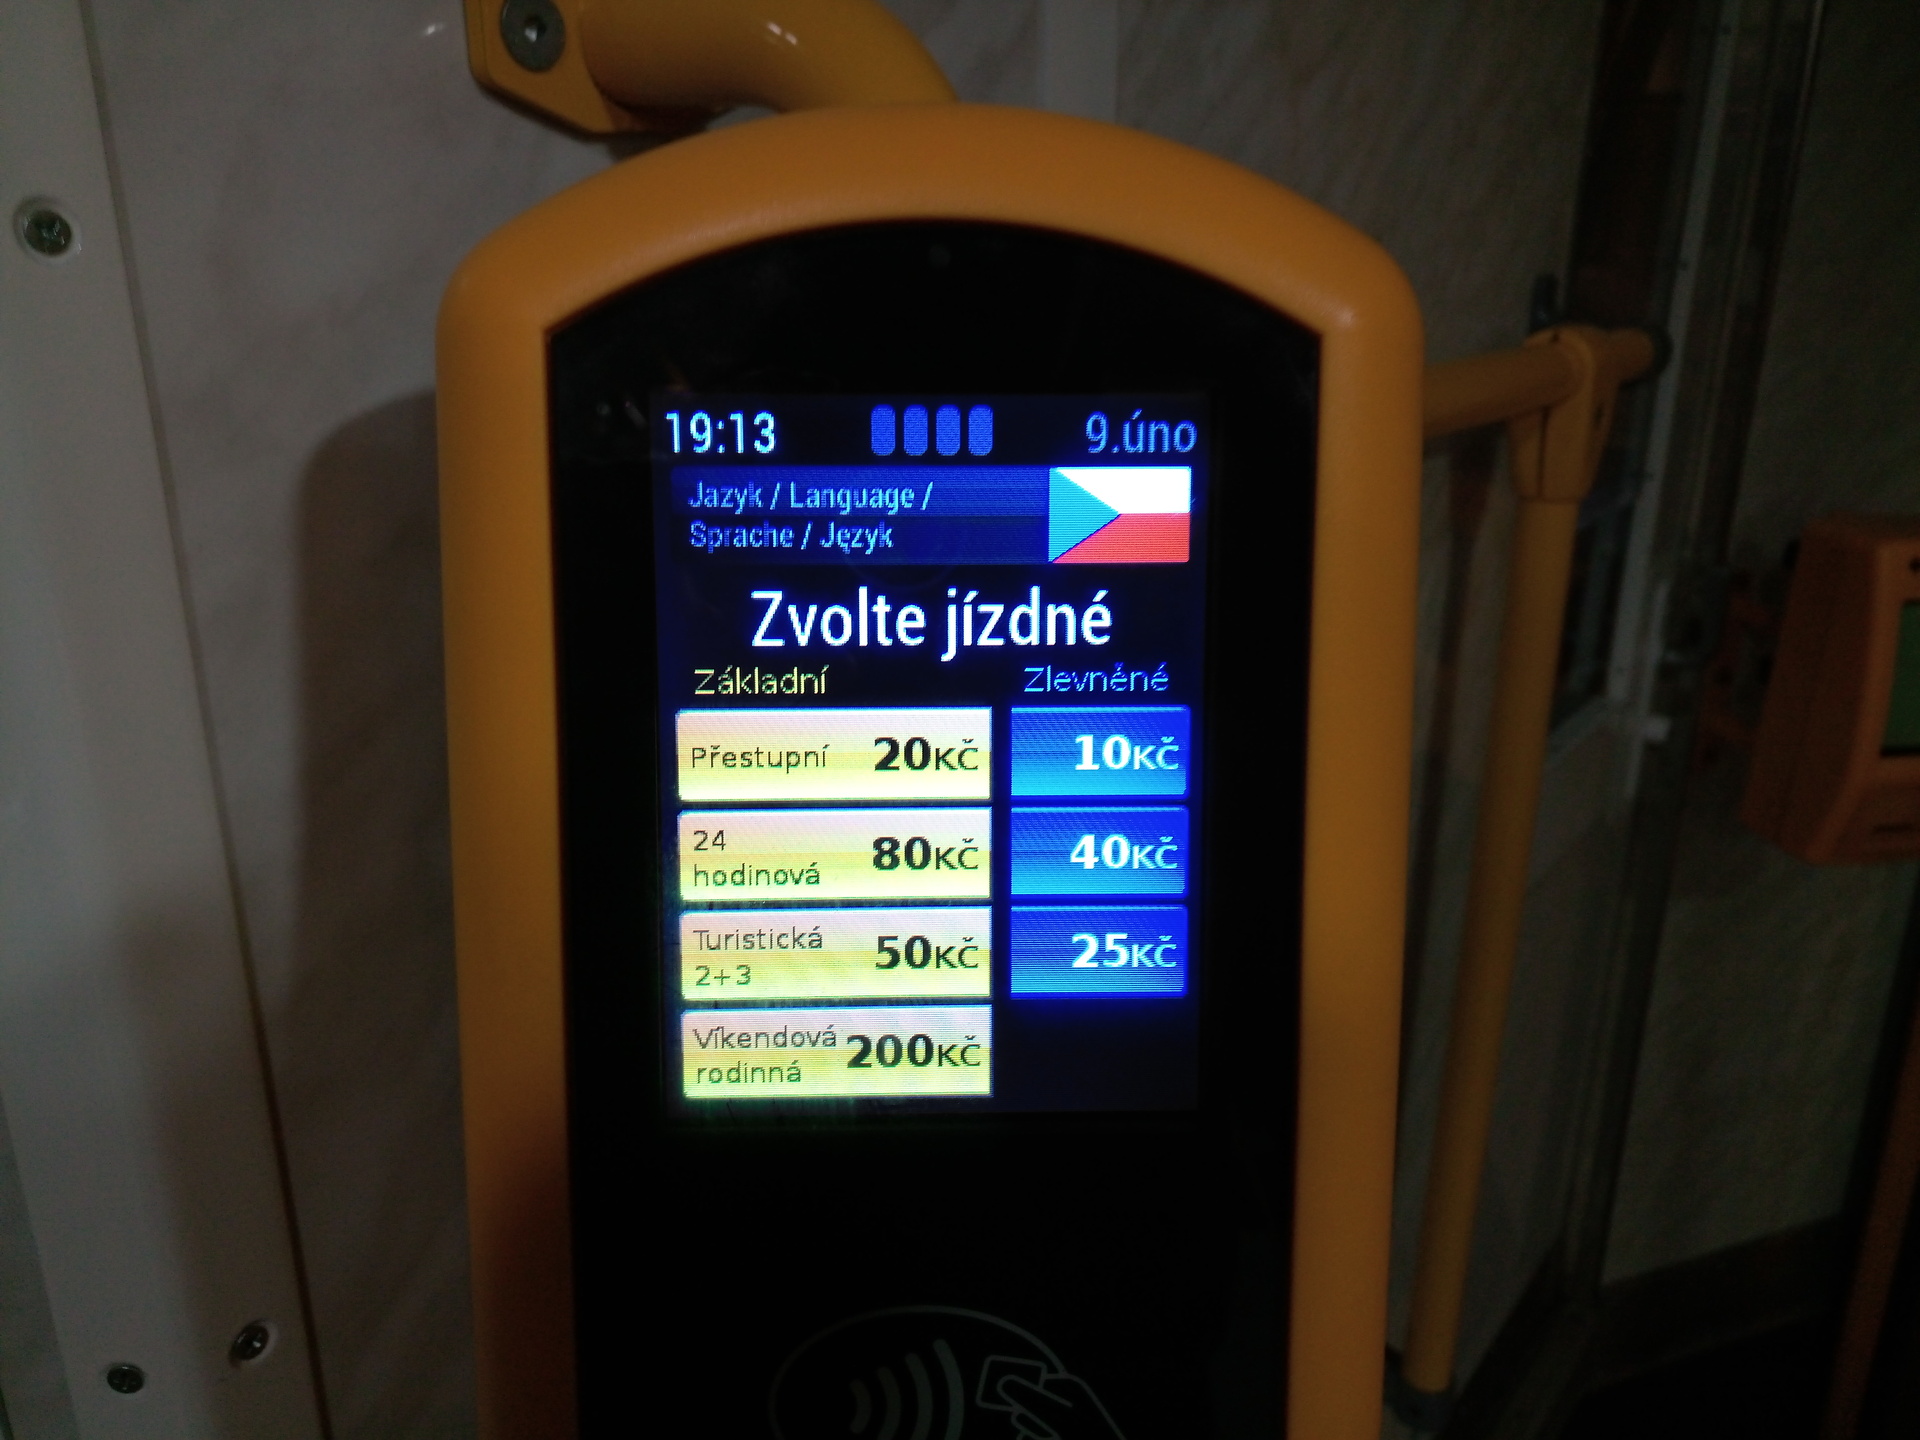 19:13 9.úno
Jazyk / Language /
Sprache / Język
Zvolte jízdné
Základní Zlevněné
Přestupní 20Kč 10Kč
24
hodinová 80Kč 40Kč
Turistická
2+3 50Kč 25Kč
Víkendová
rodinná 200Kč